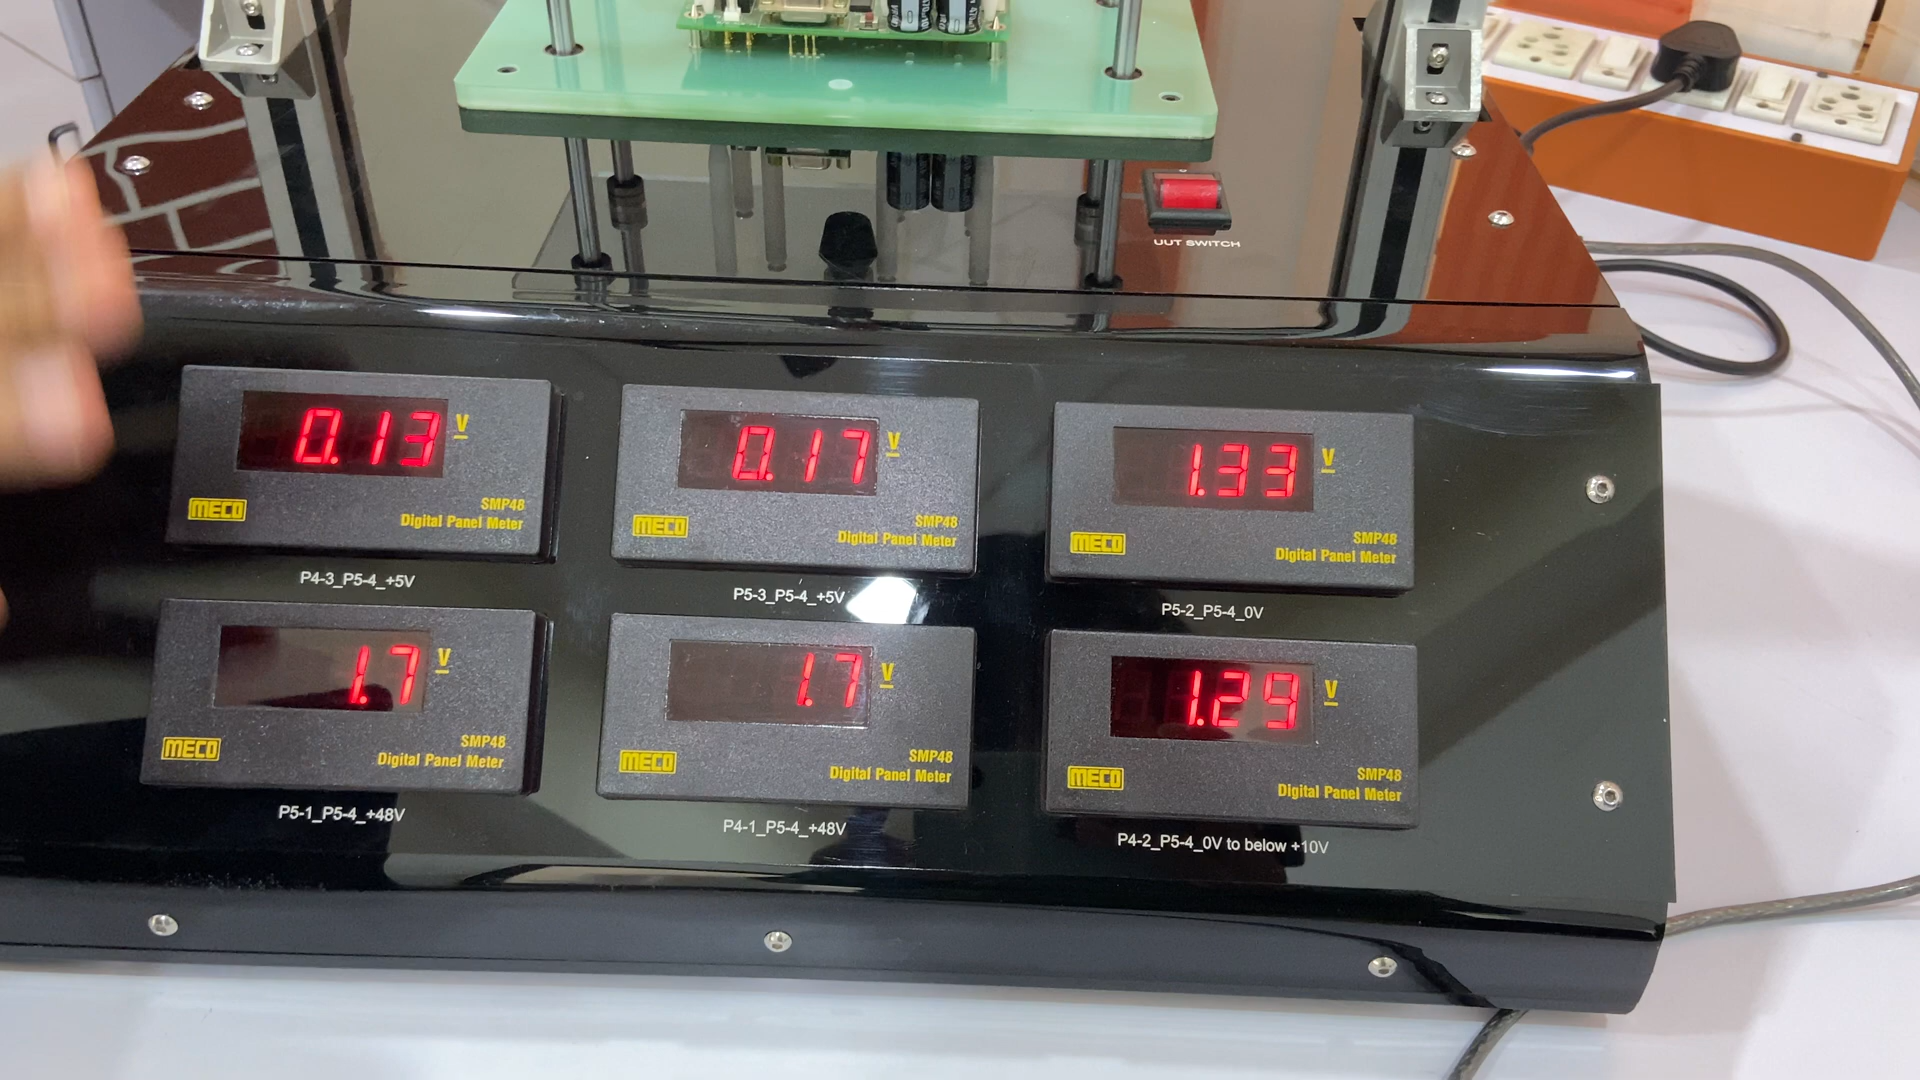 UUT SWITCH
0.13 V
MECO
SMP48
Digital Panel Meter
P4-3_P5-4_+5V
0.17 V
MECO
SMP48
Digital Panel Meter
P5-3_P5-4_+5V
1.33 V
MECO
SMP48
Digital Panel Meter
P5-2_P5-4_0V
1.7 V
MECO
SMP48
Digital Panel Meter
P5-1_P5-4_+48V
1.7 V
MECO
SMP48
Digital Panel Meter
P4-1_P5-4_+48V
1.29 V
MECO
SMP48
Digital Panel Meter
P4-2_P5-4_0V to below +10V